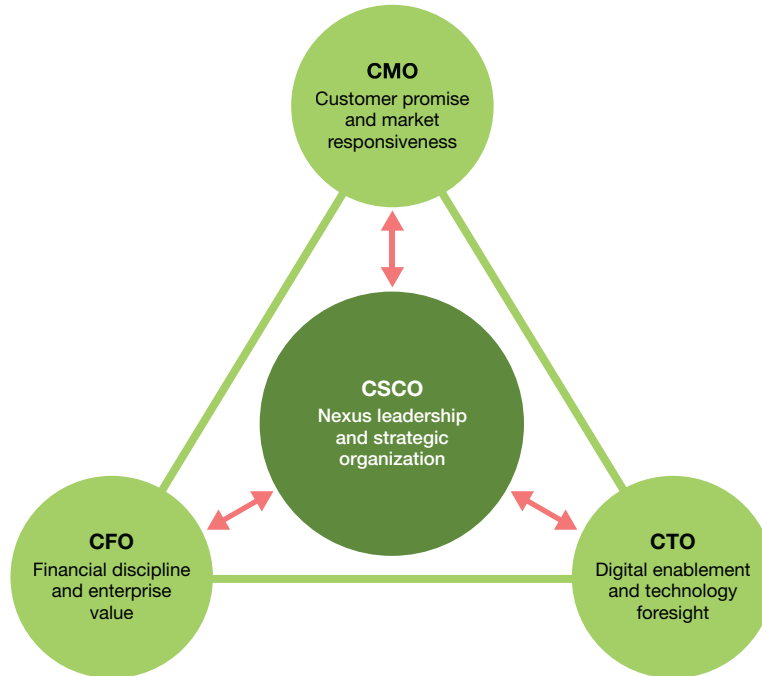 CMO
Customer promise
and market
responsiveness
CSCO
Nexus leadership
and strategic
organization
CFO
Financial discipline
and enterprise
value
CTO
Digital enablement
and technology
foresight